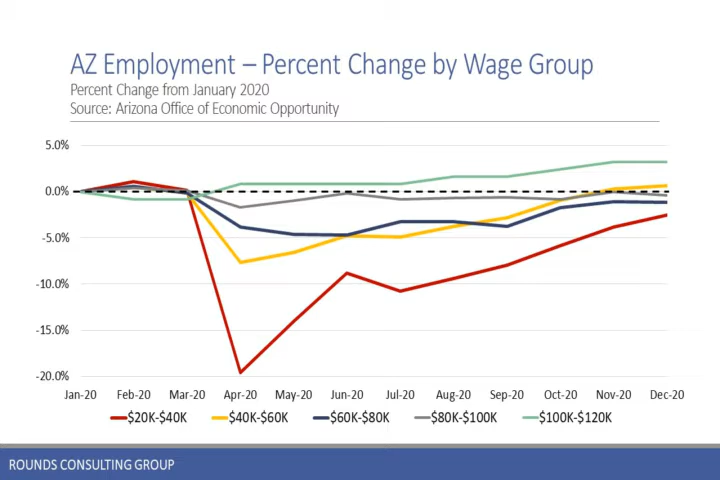 AZ Employment – Percent Change by Wage Group
Percent Change from January 2020
Source: Arizona Office of Economic Opportunity
5.0%
0.0%
-5.0%
-10.0%
-15.0%
-20.0%
Jan-20 Feb-20 Mar-20 Apr-20 May-20 Jun-20 Jul-20 Aug-20 Sep-20 Oct-20 Nov-20 Dec-20
$20K-$40K $40K-$60K $60K-$80K $80K-$100K $100K-$120K
ROUNDS CONSULTING GROUP